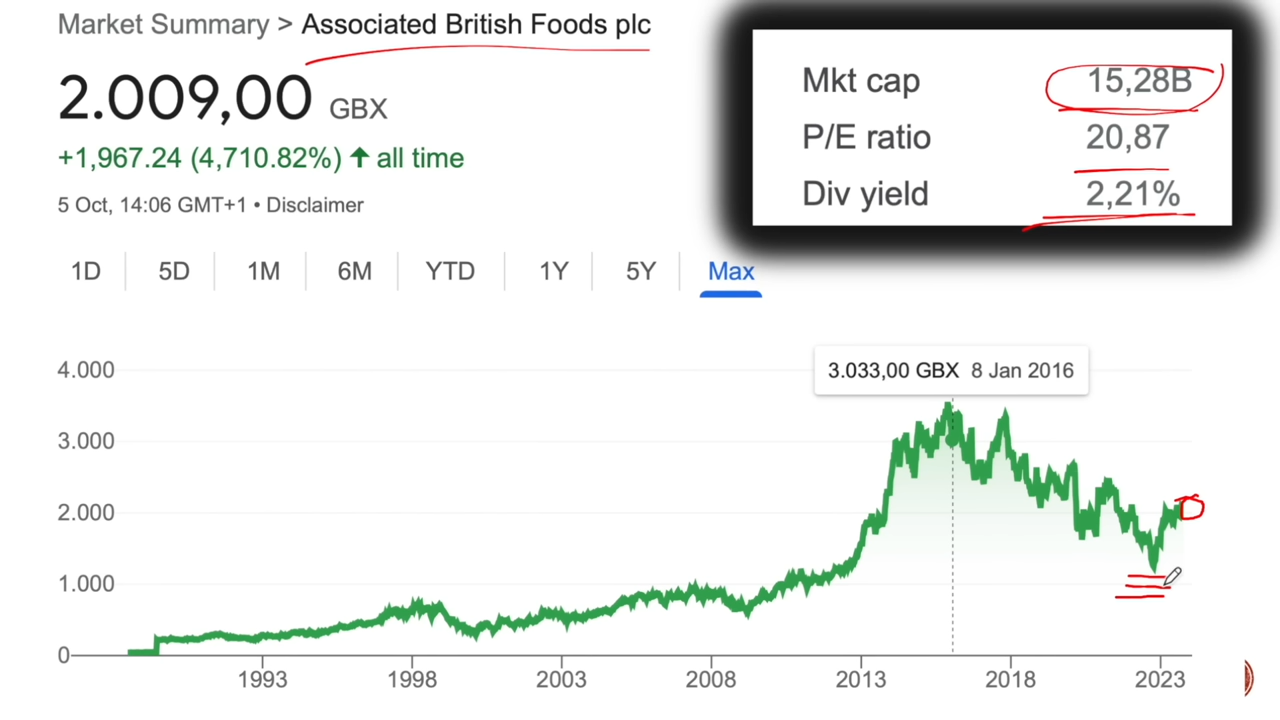 Market Summary > Associated British Foods plc
2.009,00 GBX
+1,967.24 (4,710.82%) ↑ all time
5 Oct, 14:06 GMT+1 • Disclaimer
Mkt cap 15,28B
P/E ratio 20,87
Div yield 2,21%
1D 5D 1M 6M YTD 1Y 5Y Max
3.033,00 GBX 8 Jan 2016
4.000
3.000
2.000
1.000
0
1993 1998 2003 2008 2013 2018 2023